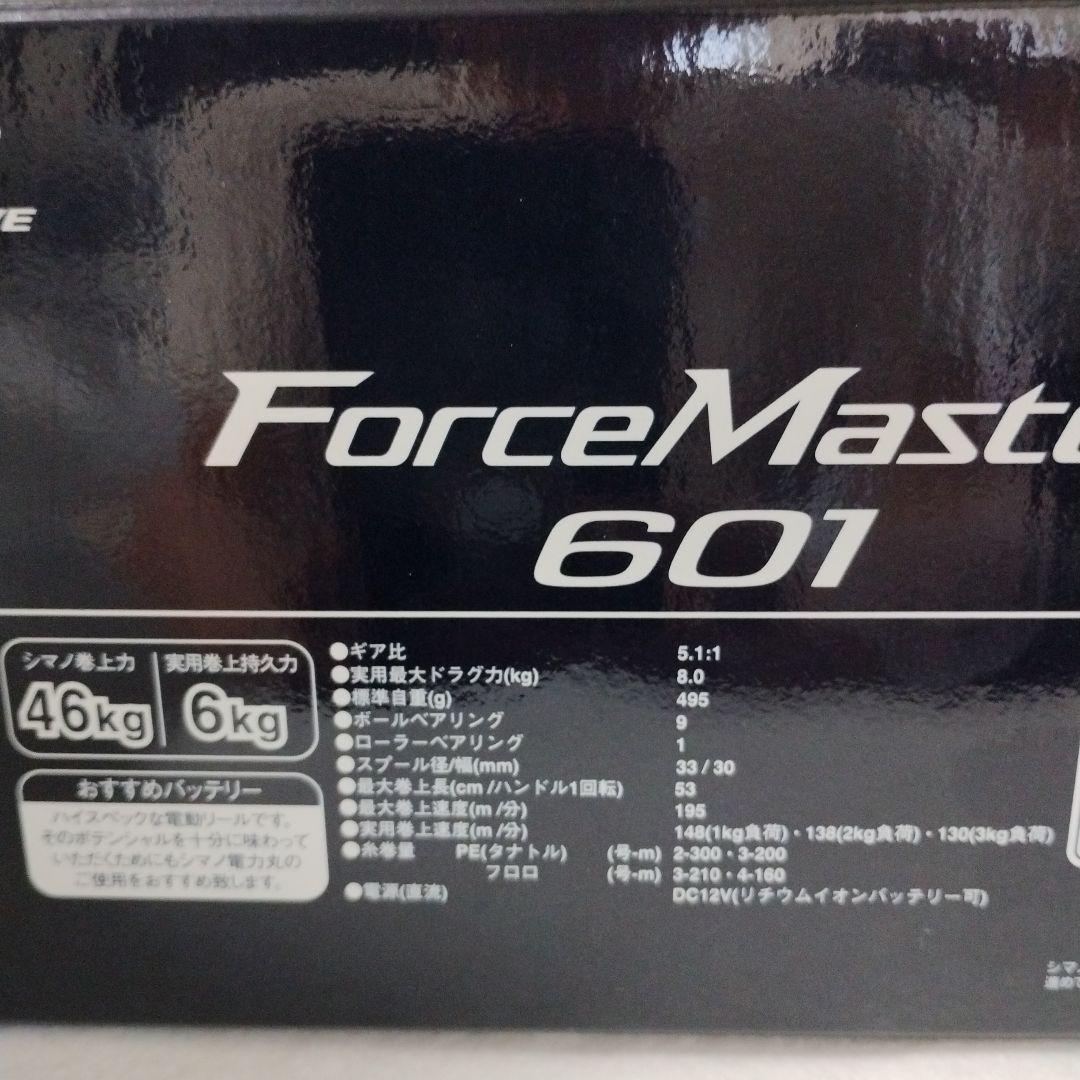 VE
ForceMaste
601
シマノ巻上力
46kg
実用巻上持久力
6kg
おすすめバッテリー
ハイスペックな電動リールです。
そのポテンシャルを十分に味わって
いただくためにもシマノ電力丸の
ご使用をおすすめ致します。
●ギア比 5.1:1
●実用最大ドラグ力(kg) 8.0
●標準自重(g) 495
●ボールベアリング 9
●ローラーベアリング 1
●スプール径/幅(mm) 33 / 30
●最大巻上長(cm/ハンドル1回転) 53
●最大巻上速度(m/分) 195
●実用巻上速度(m/分) 148(1kg負荷)・138(2kg負荷)・130(3kg負荷)
●糸巻量 PE(タナトル) (号-m) 2-300・3-200
フロロ (号-m) 3-210・4-160
●電源(直流) DC12V(リチウムイオンバッテリー可)
シマノ
進めて